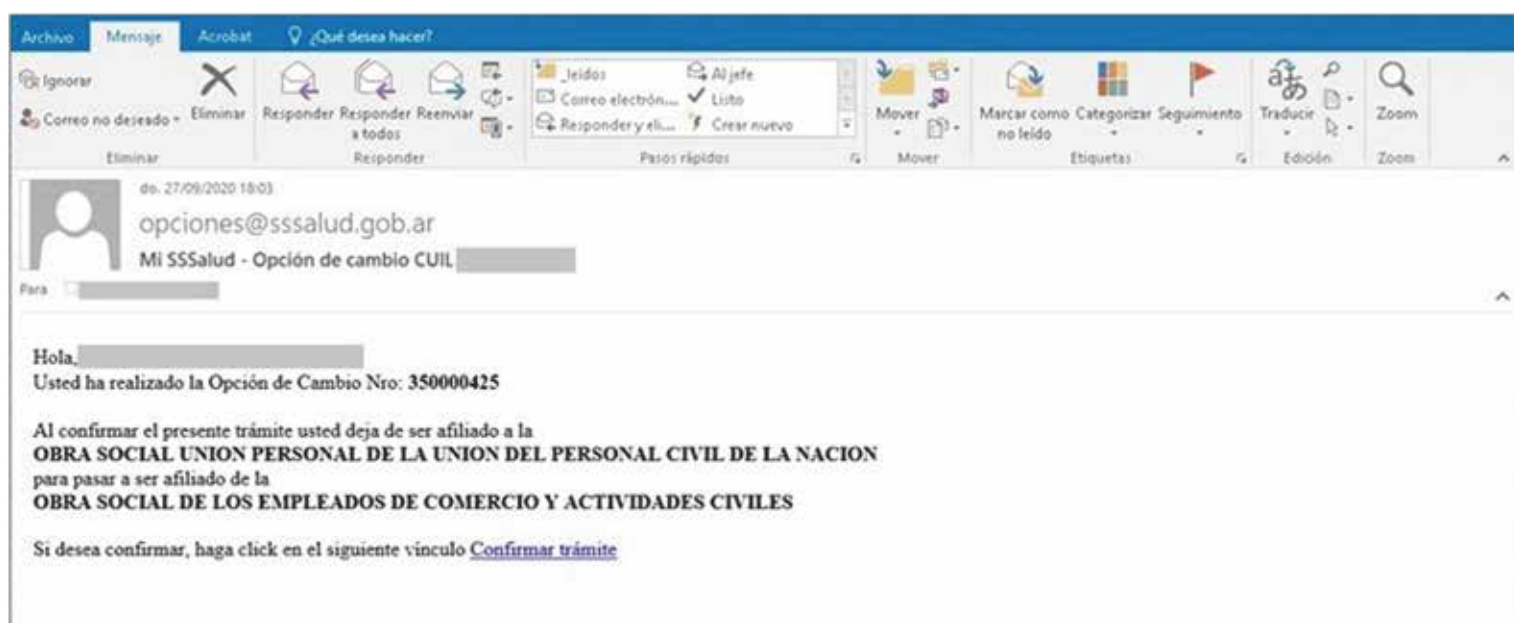 Archivo Mensaje Acrobat ¿Qué desea hacer?
Ignorar
Correo no deseado
Eliminar
Responder
Responder a todos
Reenviar
_leidos
Al jefe
Correo electrón...
Listo
Responder y eli...
Crear nuevo
Mover
Marcar como no leído
Categorizar
Seguimiento
Traducir
Zoom
Eliminar Responder Pasos rápidos Mover Etiquetas Edición Zoom
do. 27/09/2020 18:03
opciones@sssalud.gob.ar
Mi SSSalud - Opción de cambio CUIL
Para
Hola,
Usted ha realizado la Opción de Cambio Nro: 350000425
Al confirmar el presente trámite usted deja de ser afiliado a la
OBRA SOCIAL UNION PERSONAL DE LA UNION DEL PERSONAL CIVIL DE LA NACION
para pasar a ser afiliado de la
OBRA SOCIAL DE LOS EMPLEADOS DE COMERCIO Y ACTIVIDADES CIVILES
Si desea confirmar, haga click en el siguiente vínculo Confirmar trámite